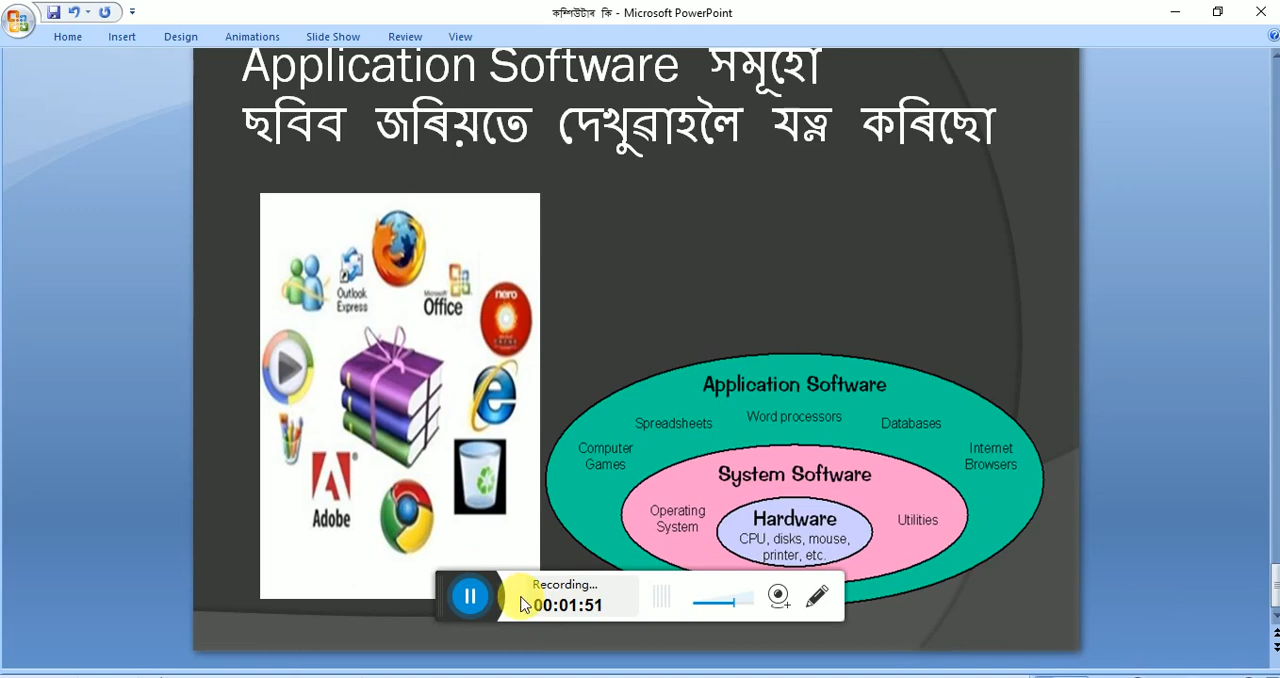 কম্পিউটাৰ কি - Microsoft PowerPoint
Home Insert Design Animations Slide Show Review View
Application Software সমূহো
ছবিব জৰিয়তে দেখুৱাহলৈ যত্ন কৰিছো
Outlook
Express
Microsoft
Office
nero
Adobe
Application Software
Spreadsheets Word processors Databases
Computer
Games
Internet
Browsers
System Software
Operating
System
Utilities
Hardware
CPU, disks, mouse,
printer, etc.
Recording...
00:01:51